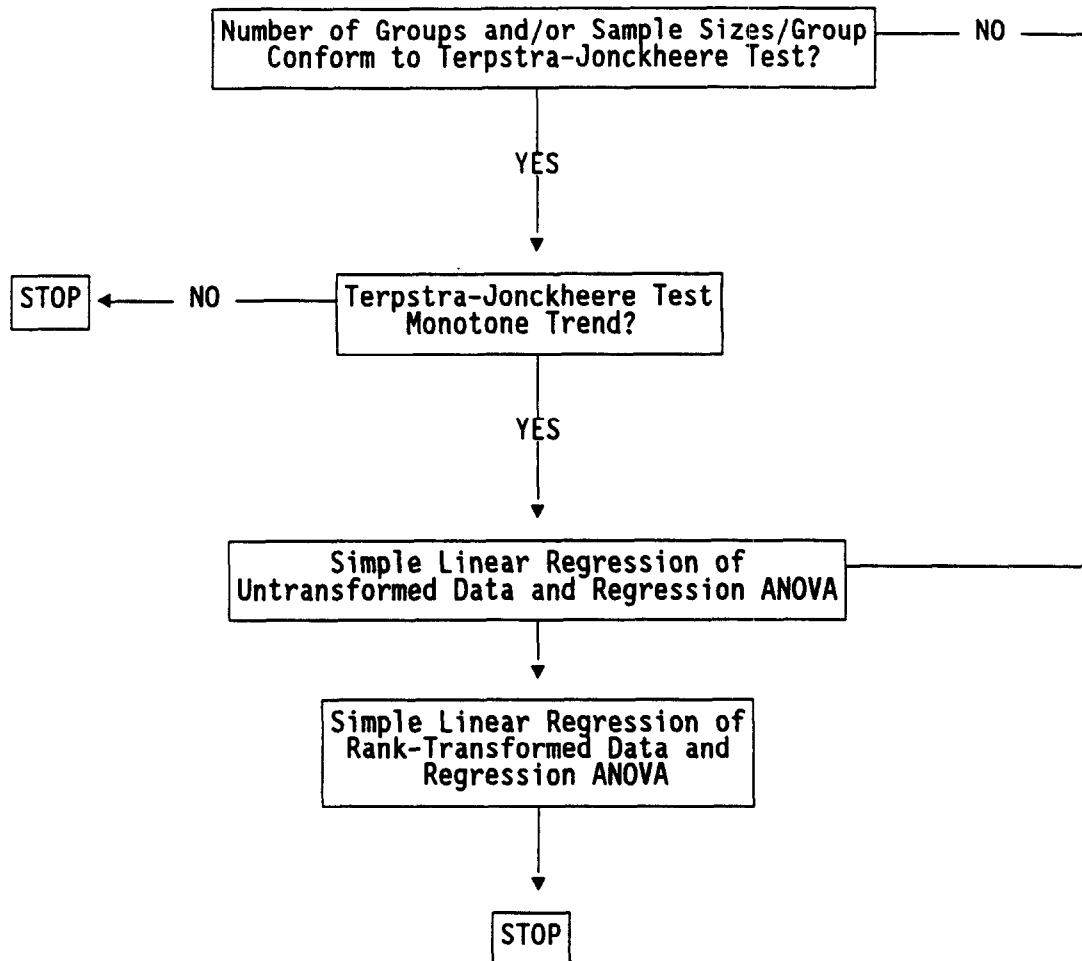 Number of Groups and/or Sample Sizes/Group
Conform to Terpstra-Jonckheere Test?
NO
YES
STOP
NO
Terpstra-Jonckheere Test
Monotone Trend?
YES
Simple Linear Regression of
Untransformed Data and Regression ANOVA
Simple Linear Regression of
Rank-Transformed Data and
Regression ANOVA
STOP